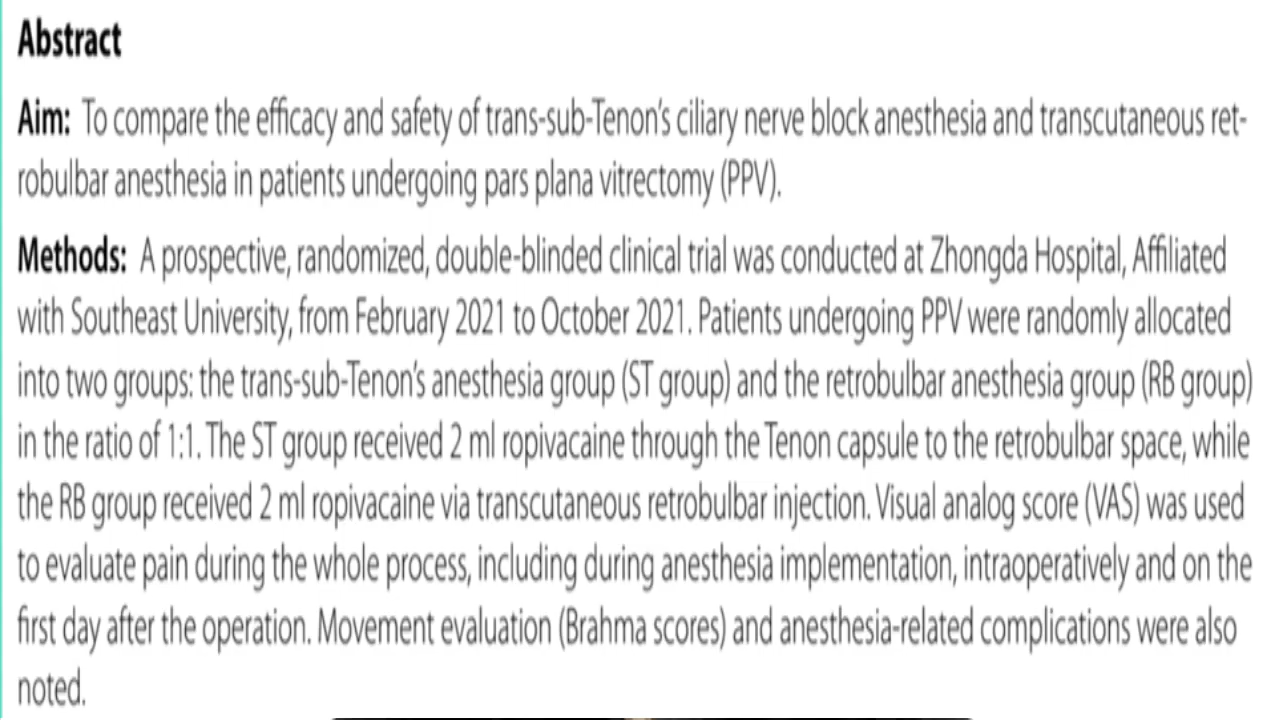 Abstract
Aim: To compare the efficacy and safety of trans-sub-Tenon’s ciliary nerve block anesthesia and transcutaneous ret-
robulbar anesthesia in patients undergoing pars plana vitrectomy (PPV).
Methods: A prospective, randomized, double-blinded clinical trial was conducted at Zhongda Hospital, Affiliated
with Southeast University, from February 2021 to October 2021. Patients undergoing PPV were randomly allocated
into two groups: the trans-sub-Tenon’s anesthesia group (ST group) and the retrobulbar anesthesia group (RB group)
in the ratio of 1:1. The ST group received 2 ml ropivacaine through the Tenon capsule to the retrobulbar space, while
the RB group received 2 ml ropivacaine via transcutaneous retrobulbar injection. Visual analog score (VAS) was used
to evaluate pain during the whole process, including during anesthesia implementation, intraoperatively and on the
first day after the operation. Movement evaluation (Brahma scores) and anesthesia-related complications were also
noted.